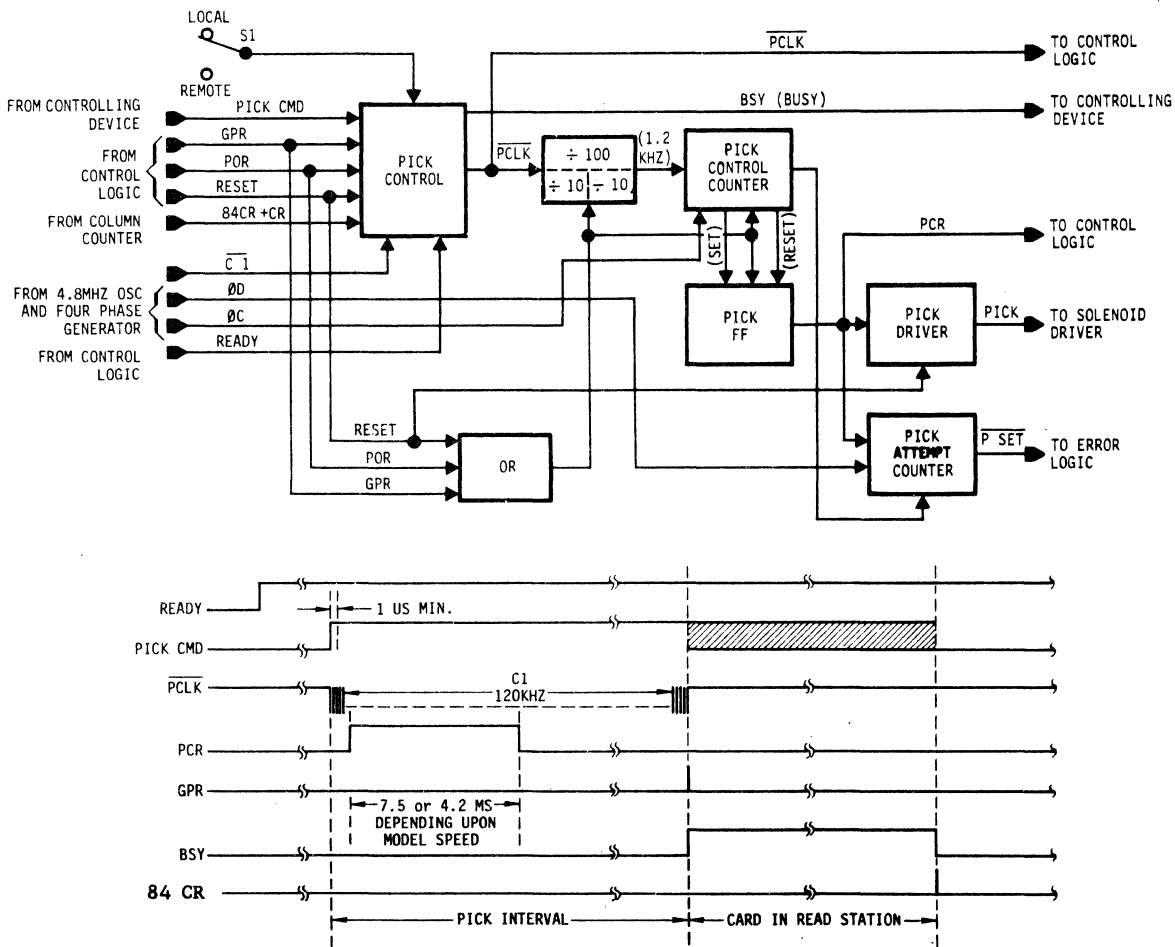 LOCAL
S1
REMOTE
FROM CONTROLLING
DEVICE
PICK CMD
GPR
FROM
CONTROL
LOGIC
POR
RESET
FROM COLUMN
COUNTER
84CR +CR
C 1
FROM 4.8MHZ OSC
AND FOUR PHASE
GENERATOR
ØD
ØC
READY
FROM CONTROL
LOGIC
PICK
CONTROL
PCLK
TO CONTROL
LOGIC
BSY (BUSY)
TO CONTROLLING
DEVICE
PCLK
÷ 100
÷ 10 ÷ 10
(1.2
KHZ)
PICK
CONTROL
COUNTER
(SET)
(RESET)
PCR
TO CONTROL
LOGIC
PICK
FF
PICK
DRIVER
PICK
TO SOLENOID
DRIVER
RESET
POR
GPR
OR
PICK
ATTEMPT
COUNTER
P SET
TO ERROR
LOGIC
READY
1 US MIN.
PICK CMD
PCLK
C1
120KHZ
PCR
GPR
7.5 or 4.2 MS
DEPENDING UPON
MODEL SPEED
BSY
84 CR
PICK INTERVAL
CARD IN READ STATION